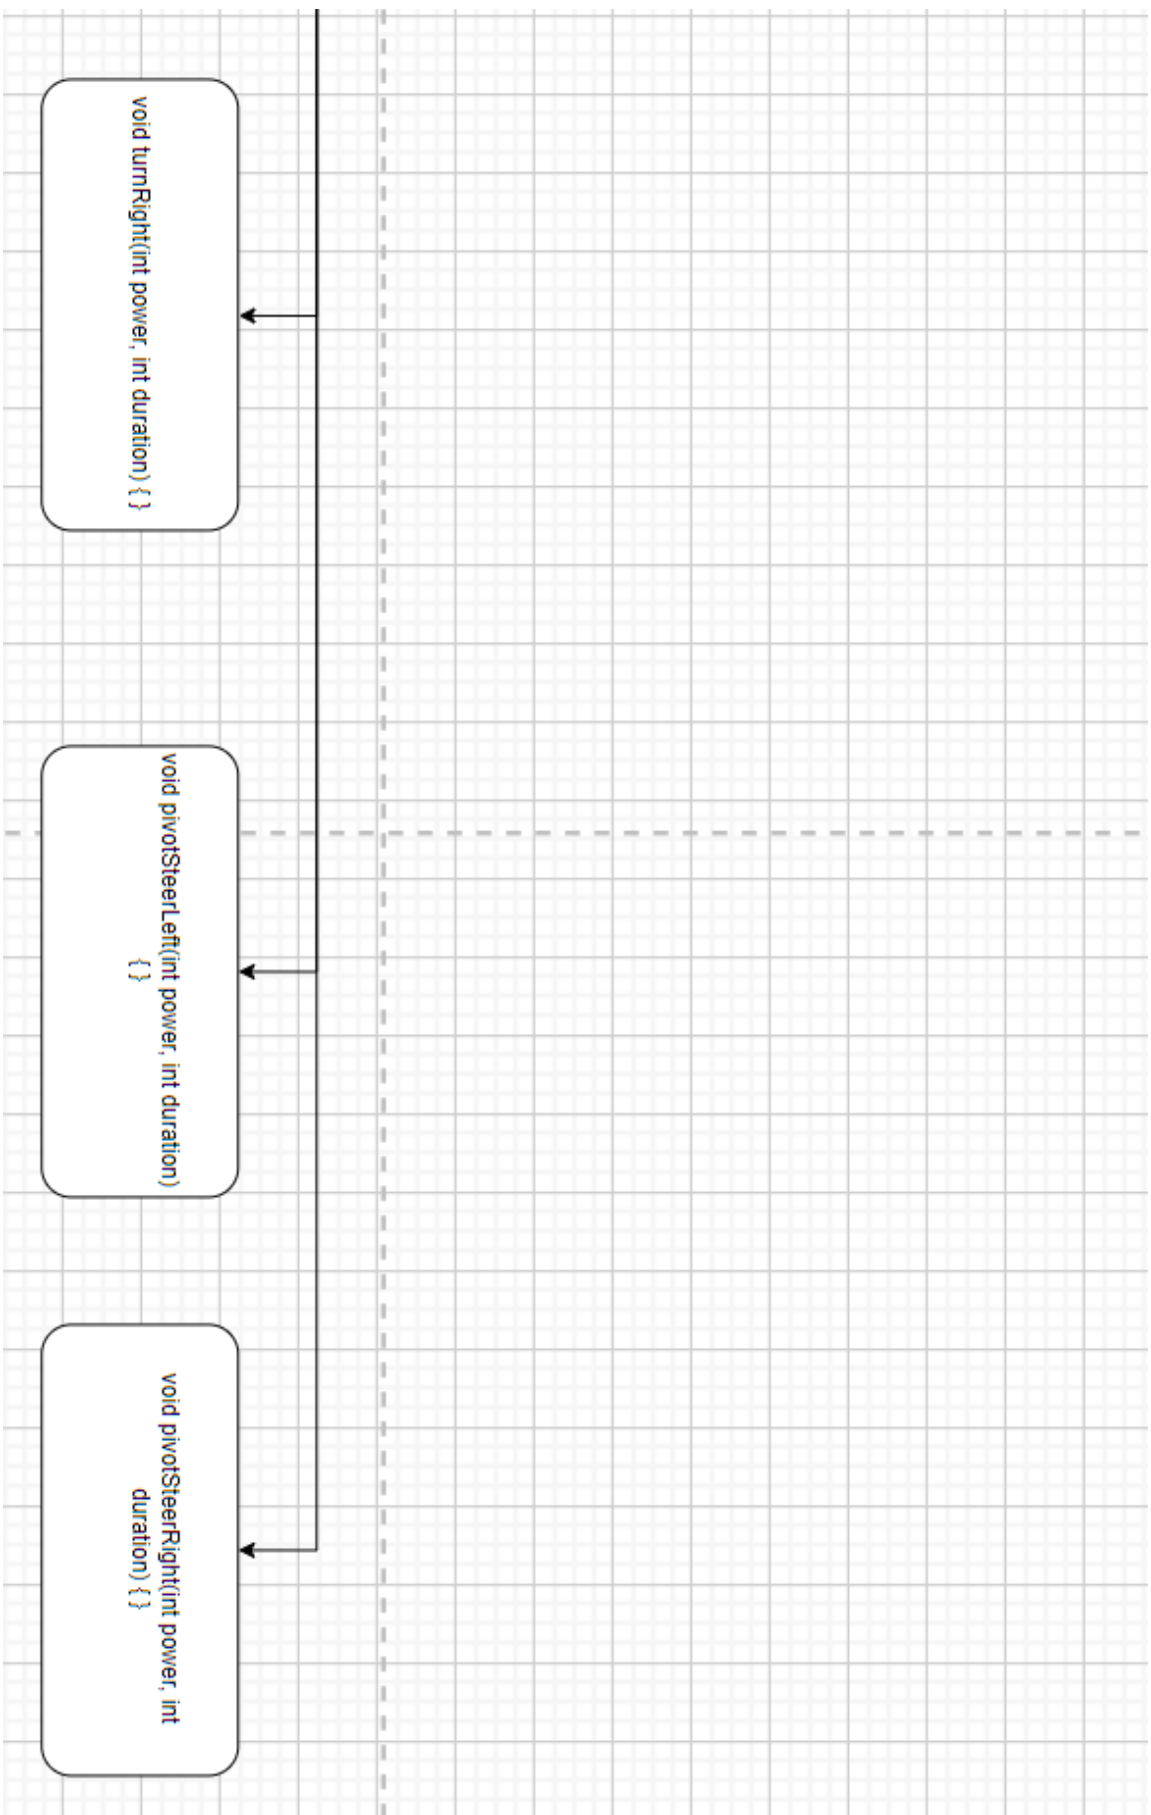 void turnRight(int power, int duration) { }
void pivotSteerLeft(int power, int duration)
{ }
void pivotSteerRight(int power, int
duration) { }